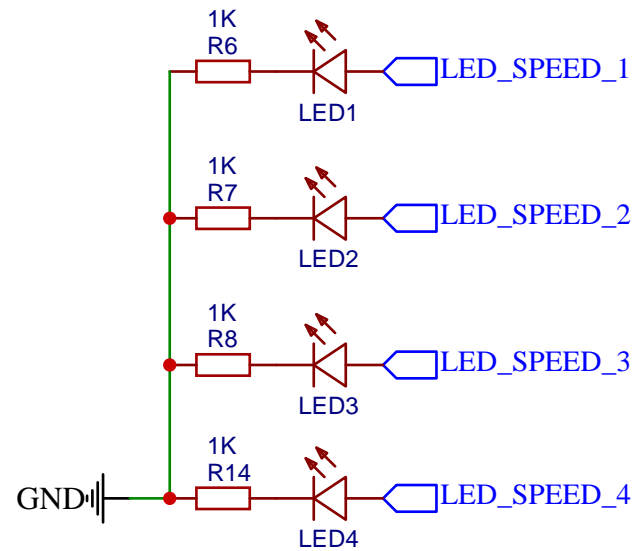 1K
R6
LED_SPEED_1
LED1
1K
R7
LED_SPEED_2
LED2
1K
R8
LED_SPEED_3
LED3
1K
R14
GND
LED_SPEED_4
LED4